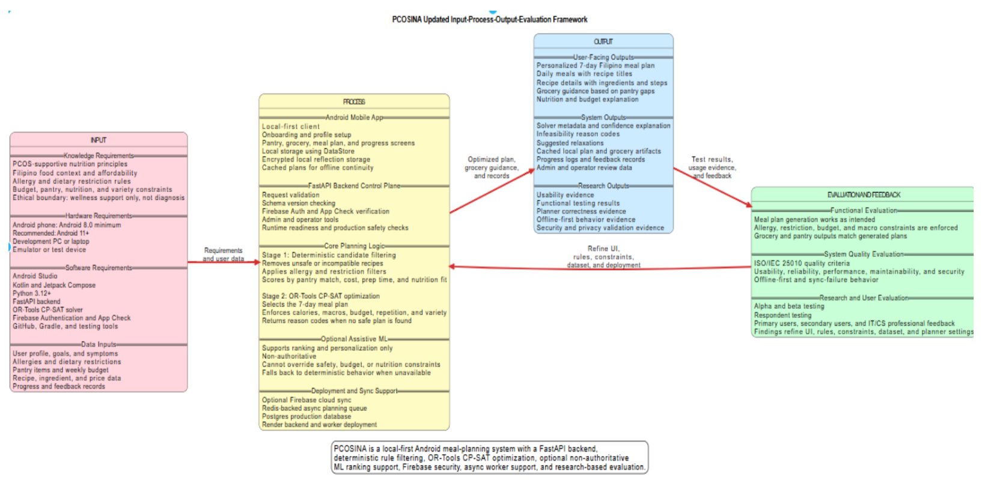 PCOSINA Updated Input-Process-Output-Evaluation Framework
INPUT
Knowledge Requirements
PCOS-supportive nutrition principles
Filipino food context and affordability
Allergy and dietary restriction rules
Budget, pantry, nutrition, and variety constraints
Ethical boundary: wellness support only, not diagnosis
Hardware Requirements
Android phone: Android 8.0 minimum
Recommended: Android 11+
Development PC or laptop
Emulator or test device
Software Requirements
Android Studio
Kotlin and Jetpack Compose
Python 3.12+
FastAPI backend
OR-Tools CP-SAT solver
Firebase Authentication and App Check
GitHub, Gradle, and testing tools
Data Inputs
User profile, goals, and symptoms
Allergies and dietary restrictions
Pantry items and weekly budget
Recipe, ingredient, and price data
Progress and feedback records
Requirements
and user data
PROCESS
Android Mobile App
Local-first client
Onboarding and profile setup
Pantry, grocery, meal plan, and progress screens
Local storage using DataStore
Encrypted local reflection storage
Cached plans for offline continuity
FastAPI Backend Control Plane
Request validation
Schema version checking
Firebase Auth and App Check verification
Admin and operator tools
Runtime readiness and production safety checks
Core Planning Logic
Stage 1: Deterministic candidate filtering
Removes unsafe or incompatible recipes
Applies allergy and restriction filters
Scores by pantry match, cost, prep time, and nutrition fit
Stage 2: OR-Tools CP-SAT optimization
Selects the 7-day meal plan
Enforces calories, macros, budget, repetition, and variety
Returns reason codes when no safe plan is found
Optional Assistive ML
Supports ranking and personalization only
Non-authoritative
Cannot override safety, budget, or nutrition constraints
Falls back to deterministic behavior when unavailable
Deployment and Sync Support
Optional Firebase cloud sync
Redis-backed async planning queue
Postgres production database
Render backend and worker deployment
Optimized plan,
grocery guidance,
and records
OUTPUT
User-Facing Outputs
Personalized 7-day Filipino meal plan
Daily meals with recipe titles
Recipe details with ingredients and steps
Grocery guidance based on pantry gaps
Nutrition and budget explanation
System Outputs
Solver metadata and confidence explanation
Infeasibility reason codes
Suggested relaxations
Cached local plan and grocery artifacts
Progress logs and feedback records
Admin and operator review data
Research Outputs
Usability evidence
Functional testing results
Planner correctness evidence
Offline-first behavior evidence
Security and privacy validation evidence
Test results,
usage evidence,
and feedback
Refine UI,
rules, constraints,
dataset, and deployment
EVALUATION AND FEEDBACK
Functional Evaluation
Meal plan generation works as intended
Allergy, restriction, budget, and macro constraints are enforced
Grocery and pantry outputs match generated plans
System Quality Evaluation
ISO/IEC 25010 quality criteria
Usability, reliability, performance, maintainability, and security
Offline-first and sync-failure behavior
Research and User Evaluation
Alpha and beta testing
Respondent testing
Primary users, secondary users, and IT/CS professional feedback
Findings refine UI, rules, constraints, dataset, and planner settings
PCOSINA is a local-first Android meal-planning system with a FastAPI backend,
deterministic rule filtering, OR-Tools CP-SAT optimization, optional non-authoritative
ML ranking support, Firebase security, async worker support, and research-based evaluation.